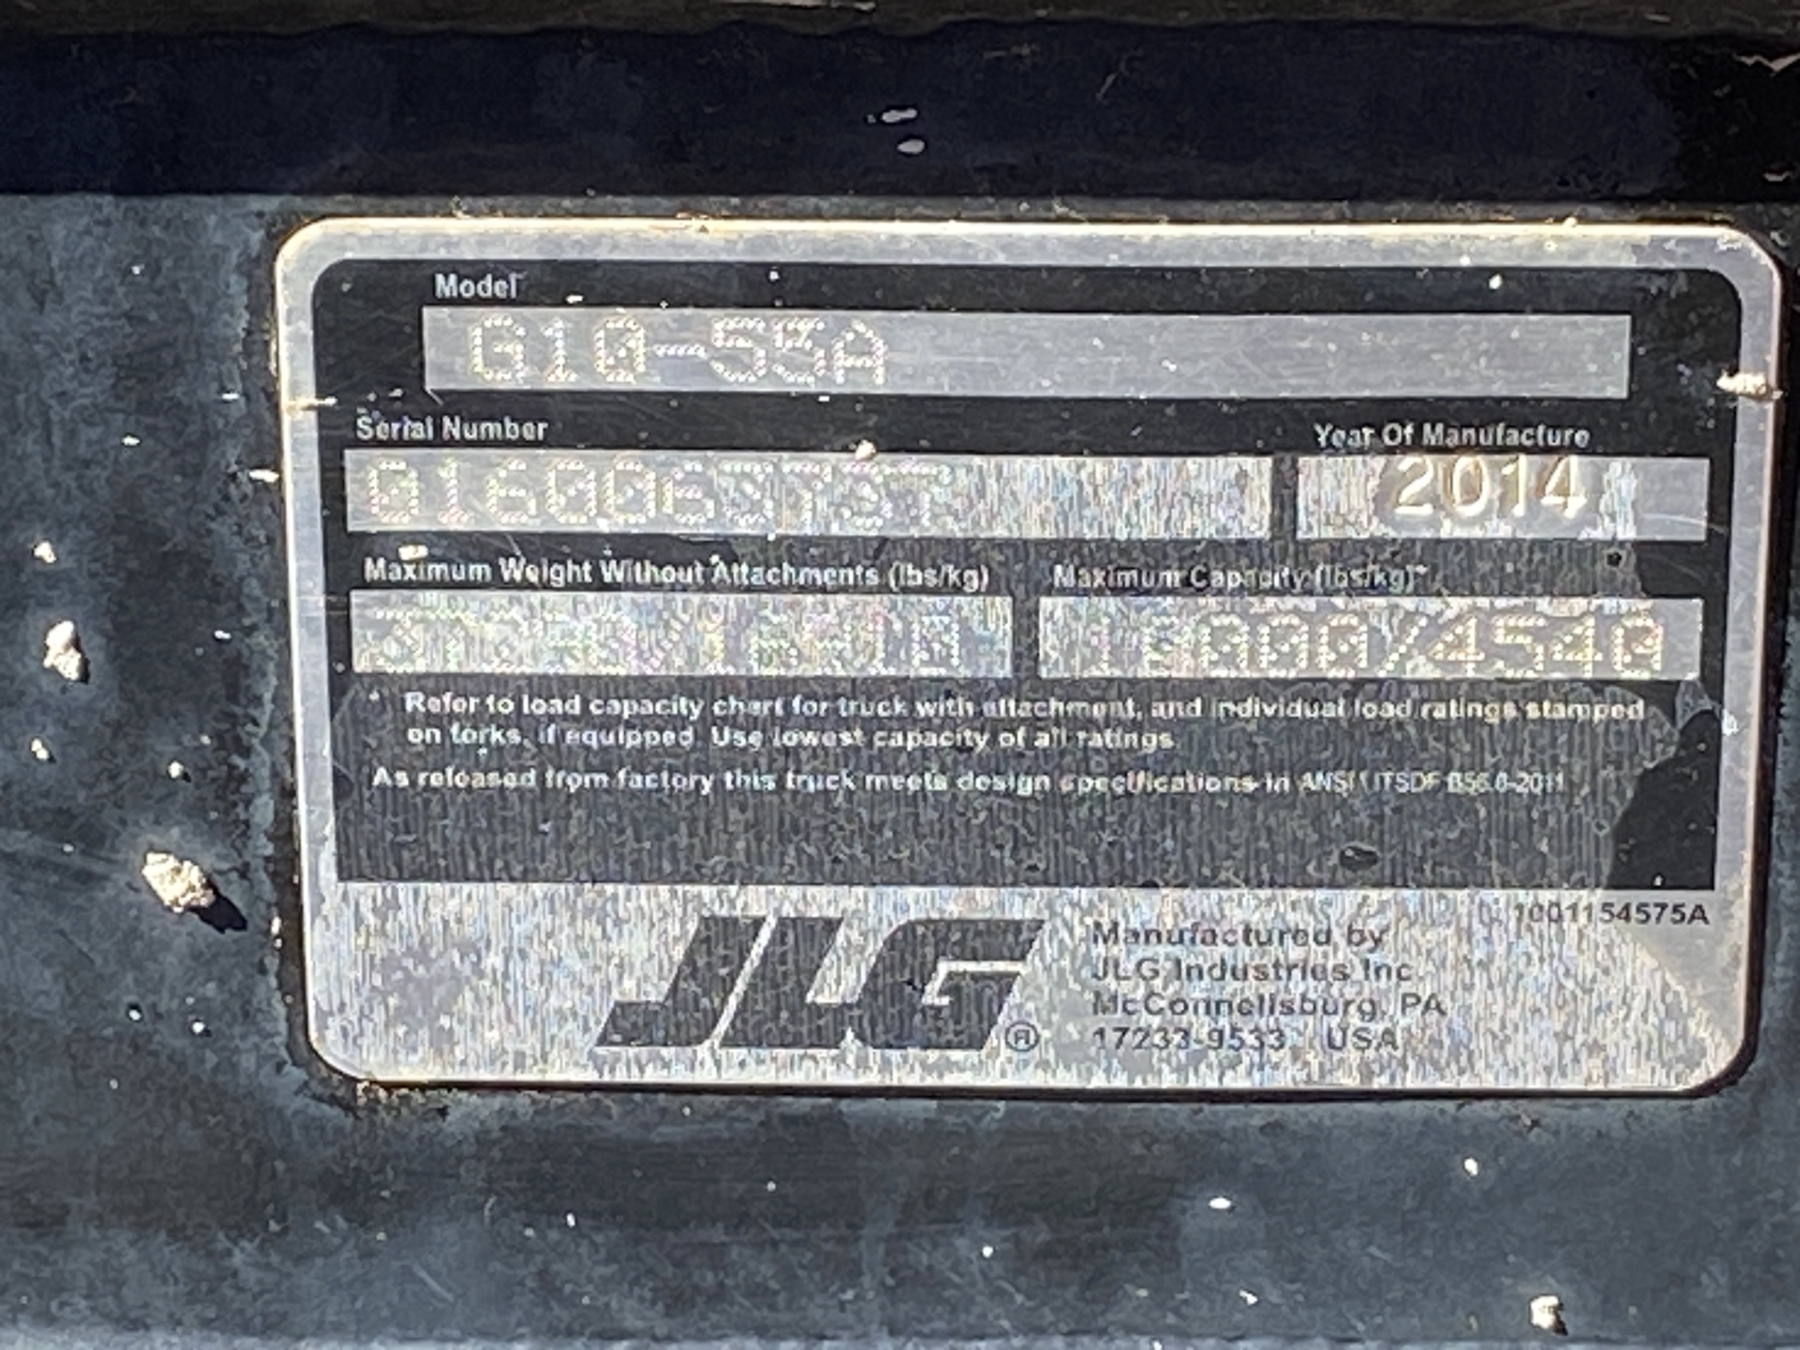 Model
G10-55A
Serial Number
Year Of Manufacture
2014
Maximum Weight Without Attachments (lbs/kg)
Maximum Capacity (lbs/kg)*
10000/4540
* Refer to load capacity chart for truck with attachment, and individual load ratings stamped
on forks, if equipped. Use lowest capacity of all ratings.
As released from factory this truck meets design specifications in ANSI/ITSDF B56.6-2011
1001154575A
JLG®
Manufactured by
JLG Industries Inc.
McConnellsburg, PA
17233-9533 USA